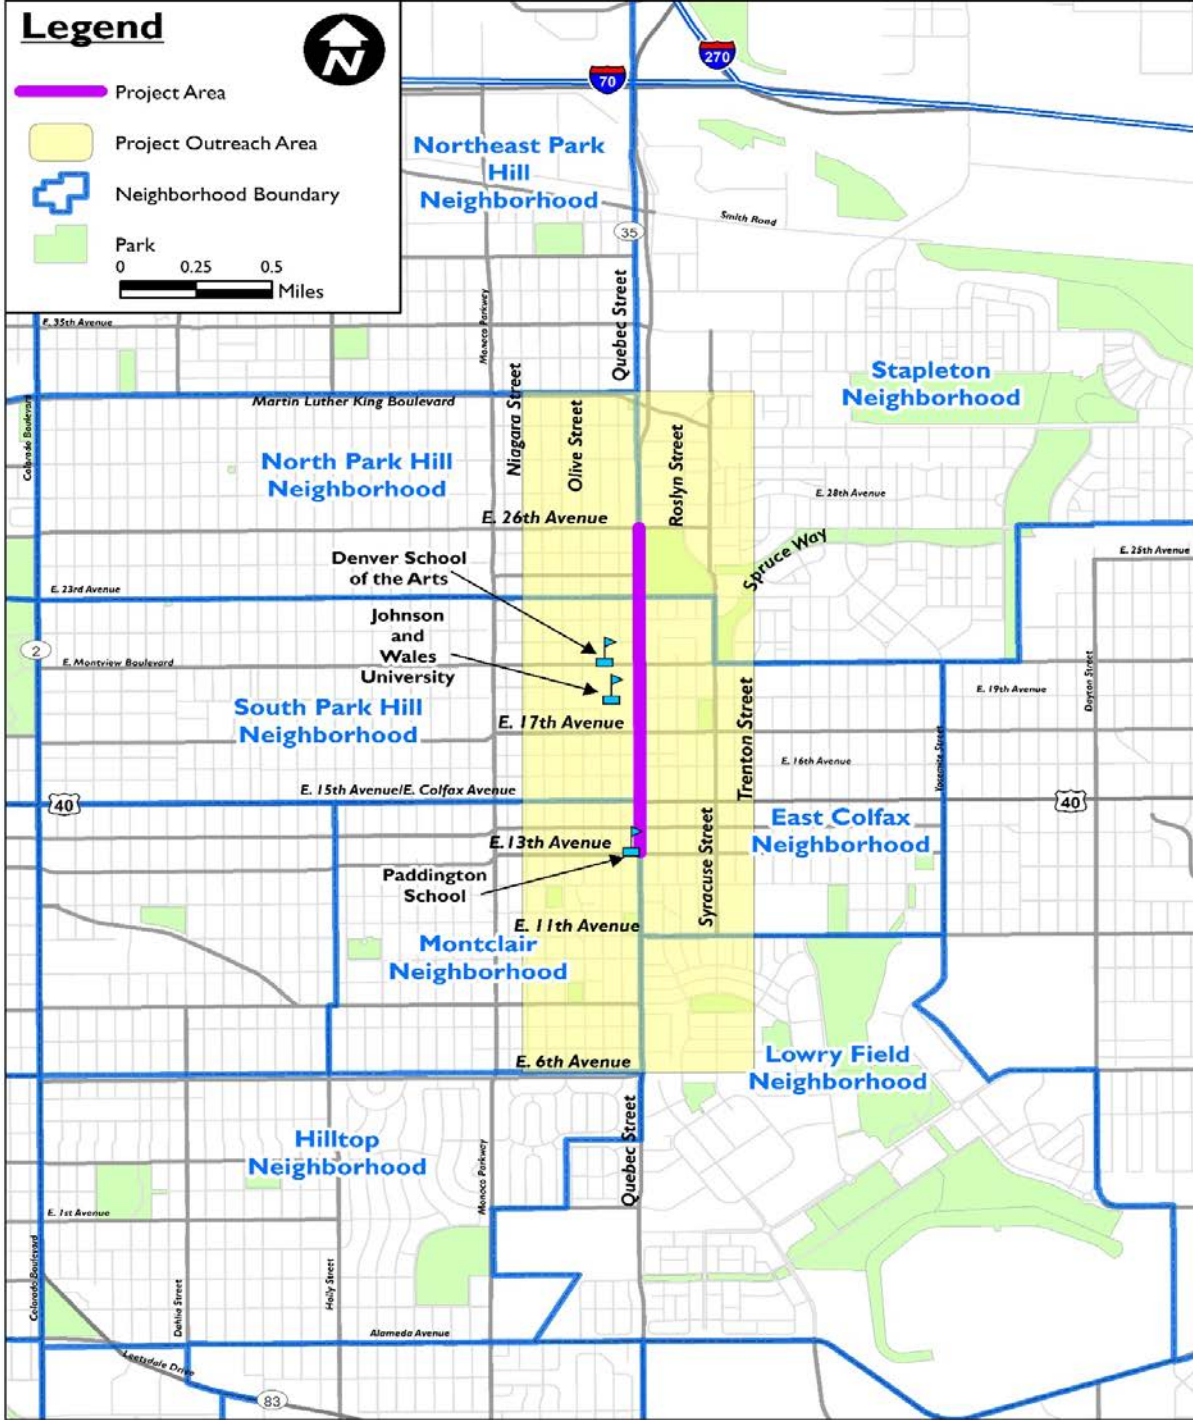 Legend
N
Project Area
Project Outreach Area
Neighborhood Boundary
Park
0 0.25 0.5
Miles
70
270
Northeast Park
Hill
Neighborhood
Smith Road
35
Quebec Street
Monaco Parkway
E. 35th Avenue
Stapleton
Neighborhood
Martin Luther King Boulevard
Colorado Boulevard
Niagara Street
Olive Street
Roslyn Street
North Park Hill
Neighborhood
E. 28th Avenue
E. 26th Avenue
Spruce Way
E. 25th Avenue
Denver School
of the Arts
E. 23rd Avenue
Johnson
and
Wales
University
2
E. Montview Boulevard
Dayton Street
E. 19th Avenue
South Park Hill
Neighborhood
E. 17th Avenue
Trenton Street
Yosemite Street
E. 16th Avenue
E. 15th Avenue/E. Colfax Avenue
40
40
East Colfax
Neighborhood
E. 13th Avenue
Syracuse Street
Paddington
School
E. 11th Avenue
Montclair
Neighborhood
Lowry Field
Neighborhood
E. 6th Avenue
Quebec Street
Hilltop
Neighborhood
Monaco Parkway
E. 1st Avenue
Colorado Boulevard
Dahlia Street
Holly Street
Alameda Avenue
Leetsdale Drive
83